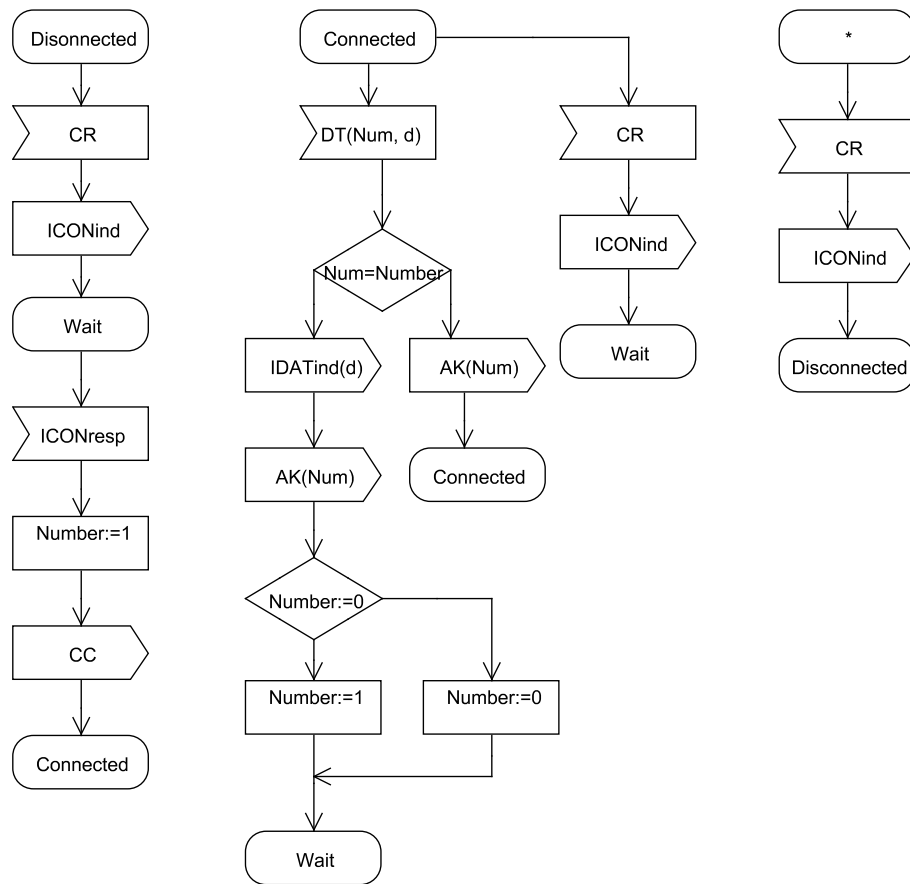 Disonnected
CR
ICONind
Wait
ICONresp
Number:=1
CC
Connected
Connected
DT(Num, d)
Num=Number
IDATind(d)
AK(Num)
AK(Num)
Connected
Number:=0
Number:=1
Number:=0
Wait
CR
ICONind
Wait
*
CR
ICONind
Disconnected